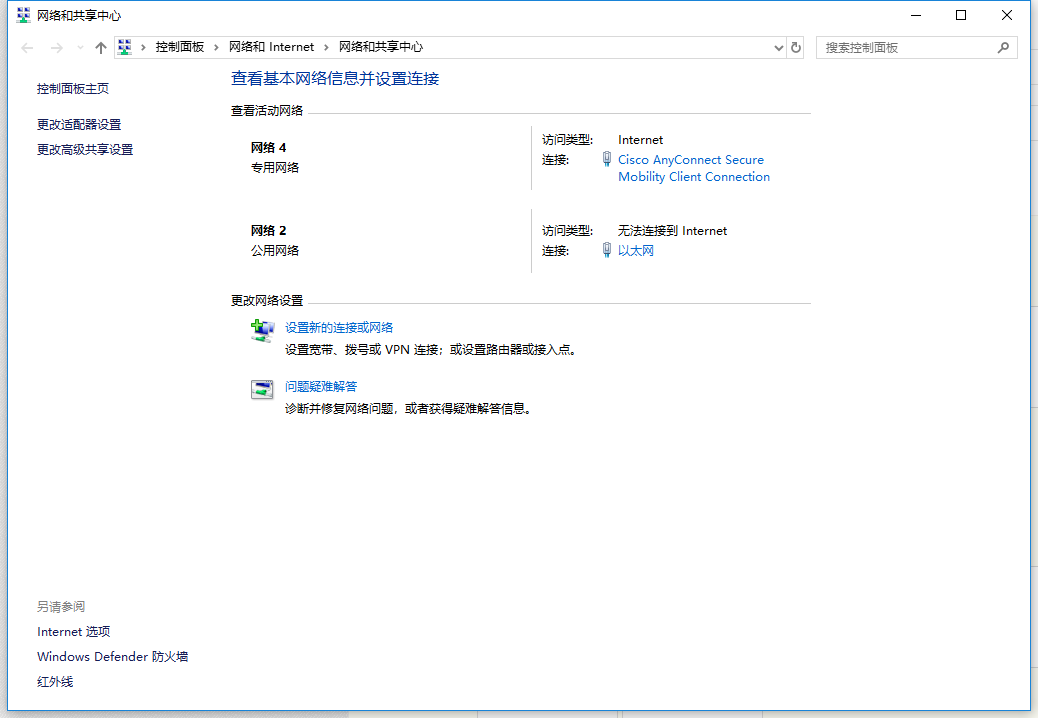 网络和共享中心
控制面板 > 网络和 Internet > 网络和共享中心
搜索控制面板
控制面板主页
更改适配器设置
更改高级共享设置
查看基本网络信息并设置连接
查看活动网络
网络 4
专用网络
访问类型: Internet
连接: Cisco AnyConnect Secure
Mobility Client Connection
网络 2
公用网络
访问类型: 无法连接到 Internet
连接: 以太网
更改网络设置
设置新的连接或网络
设置宽带、拨号或 VPN 连接；或设置路由器或接入点。
问题疑难解答
诊断并修复网络问题，或者获得疑难解答信息。
另请参阅
Internet 选项
Windows Defender 防火墙
红外线